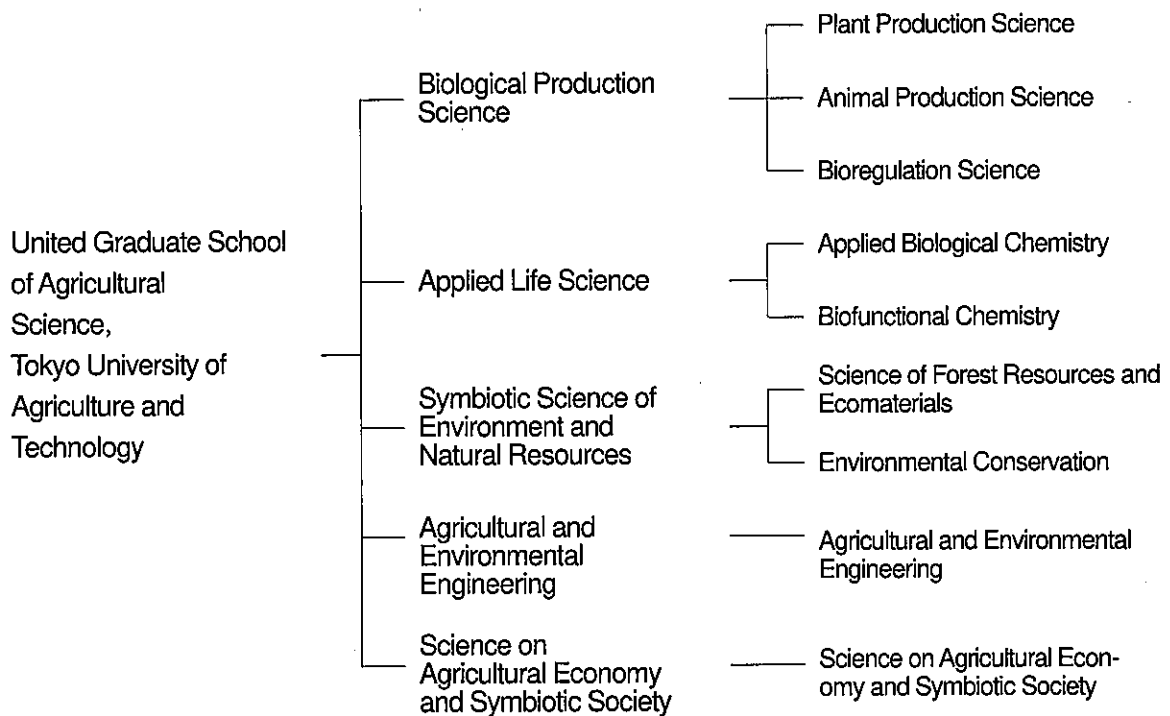 United Graduate School
of Agricultural
Science,
Tokyo University of
Agriculture and
Technology
Biological Production
Science
Plant Production Science
Animal Production Science
Bioregulation Science
Applied Life Science
Applied Biological Chemistry
Biofunctional Chemistry
Symbiotic Science of
Environment and
Natural Resources
Science of Forest Resources and
Ecomaterials
Environmental Conservation
Agricultural and
Environmental
Engineering
Agricultural and Environmental
Engineering
Science on
Agricultural Economy
and Symbiotic Society
Science on Agricultural Econ-
omy and Symbiotic Society